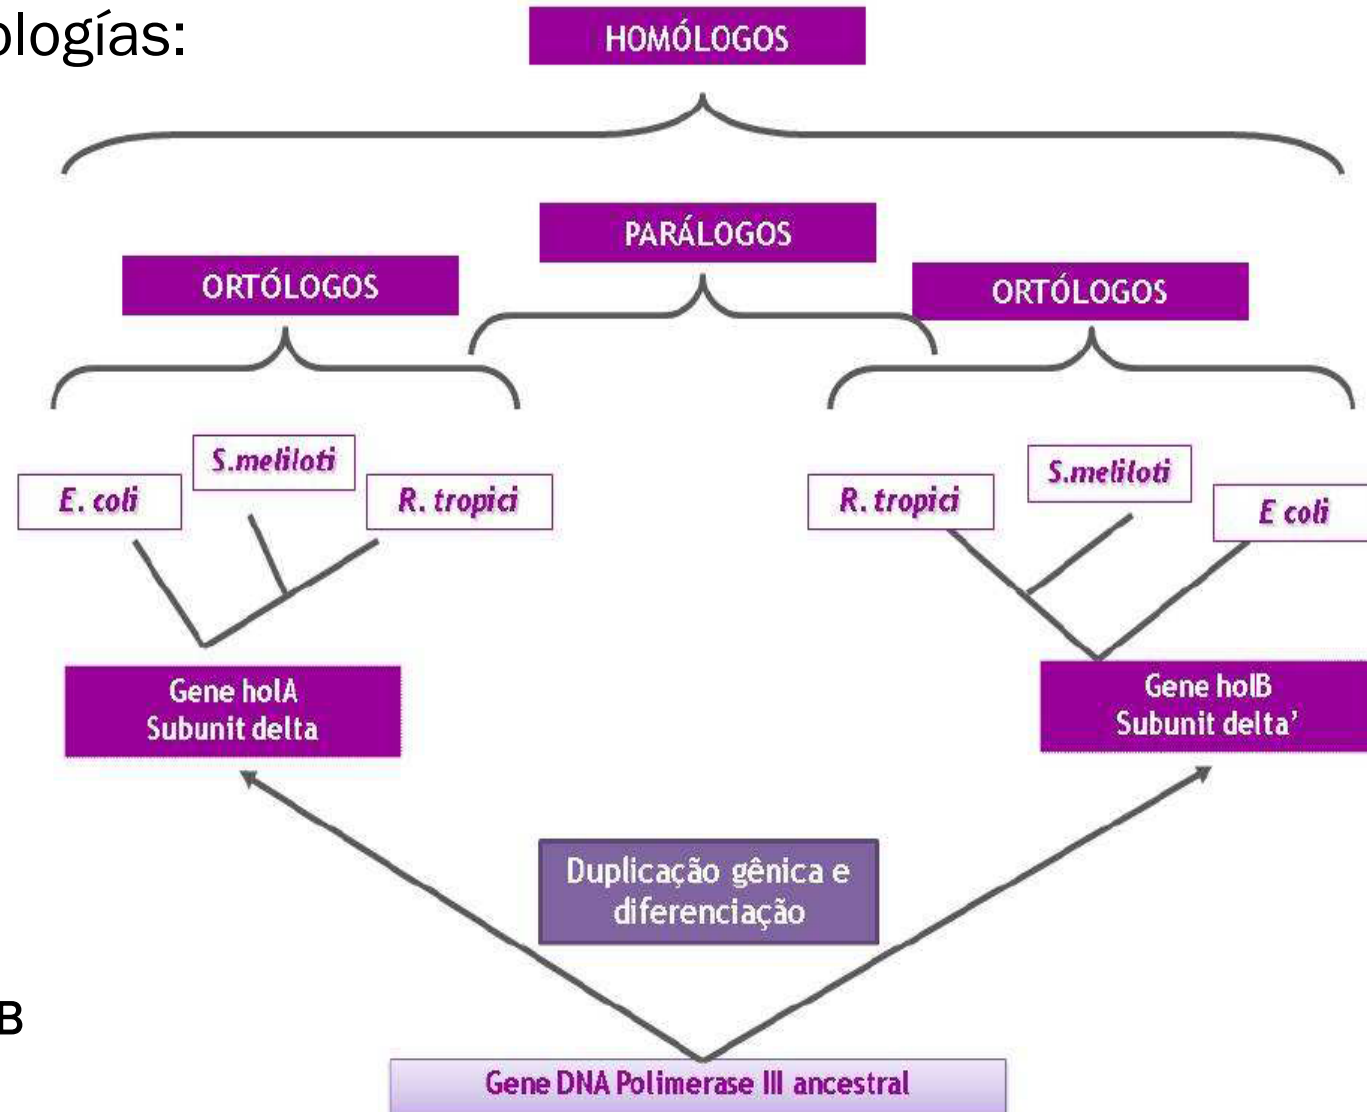 ologías:
HOMÓLOGOS
PARÁLOGOS
ORTÓLOGOS
ORTÓLOGOS
E. coli
S.meliloti
R. tropici
R. tropici
S.meliloti
E coli
Gene holA
Subunit delta
Gene holB
Subunit delta’
Duplicação gênica e
diferenciação
B
Gene DNA Polimerase III ancestral